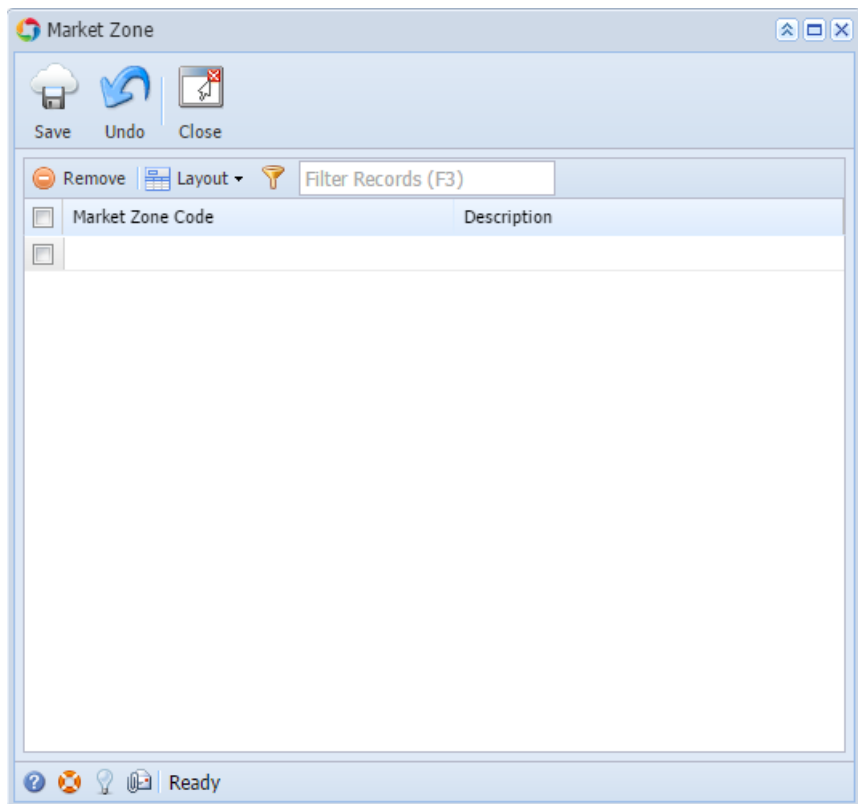 Market Zone
Save Undo Close
Remove Layout Filter Records (F3)
Market Zone Code Description
Ready